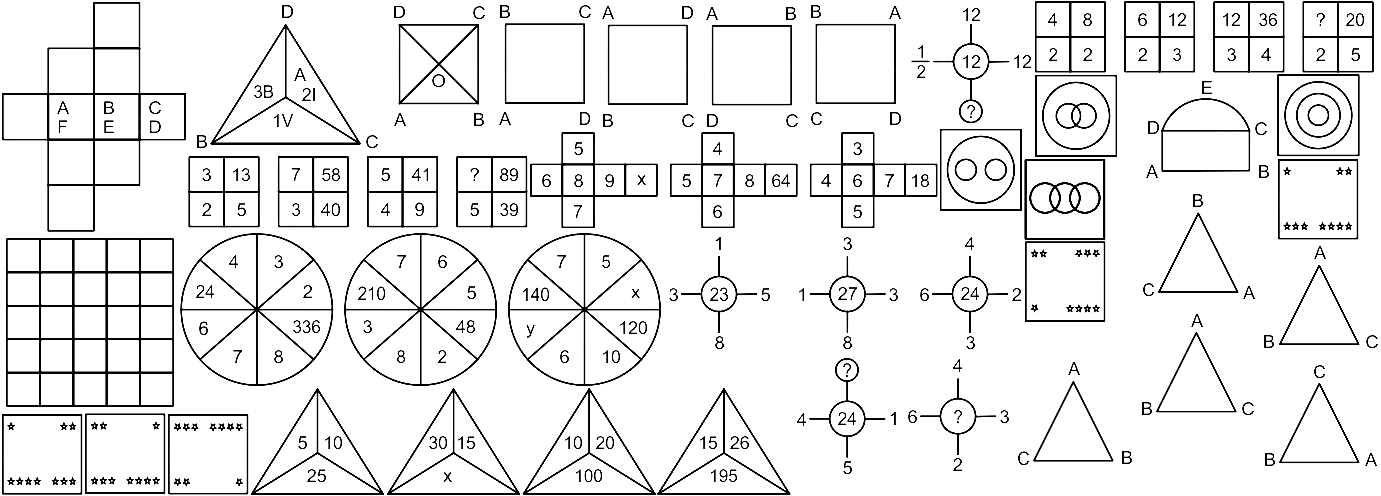 D
A
3B 2I
1V
B C
A B C
F E D
D C
O
A B
B C
A D
A D
B C
A B
D C
B A
C D
12
1/2 12 12
?
4 8
2 2
6 12
2 3
12 36
3 4
? 20
2 5
E
D C
A B
3 13
2 5
7 58
3 40
5 41
4 9
? 89
5 39
5
6 8 9 x
7
4
5 7 8 64
6
3
4 6 7 18
5
4 3
24 2
6 336
7 8
7 6
210 5
3 48
8 2
7 5
140 x
y 120
6 10
1
3 23 5
8
3
1 27 3
8
4
6 24 2
3
?
4 24 1
5
4
6 ? 3
2
B
C A
A
B C
A
B C
A
C B
C
B A
5 10
25
30 15
x
10 20
100
15 26
195